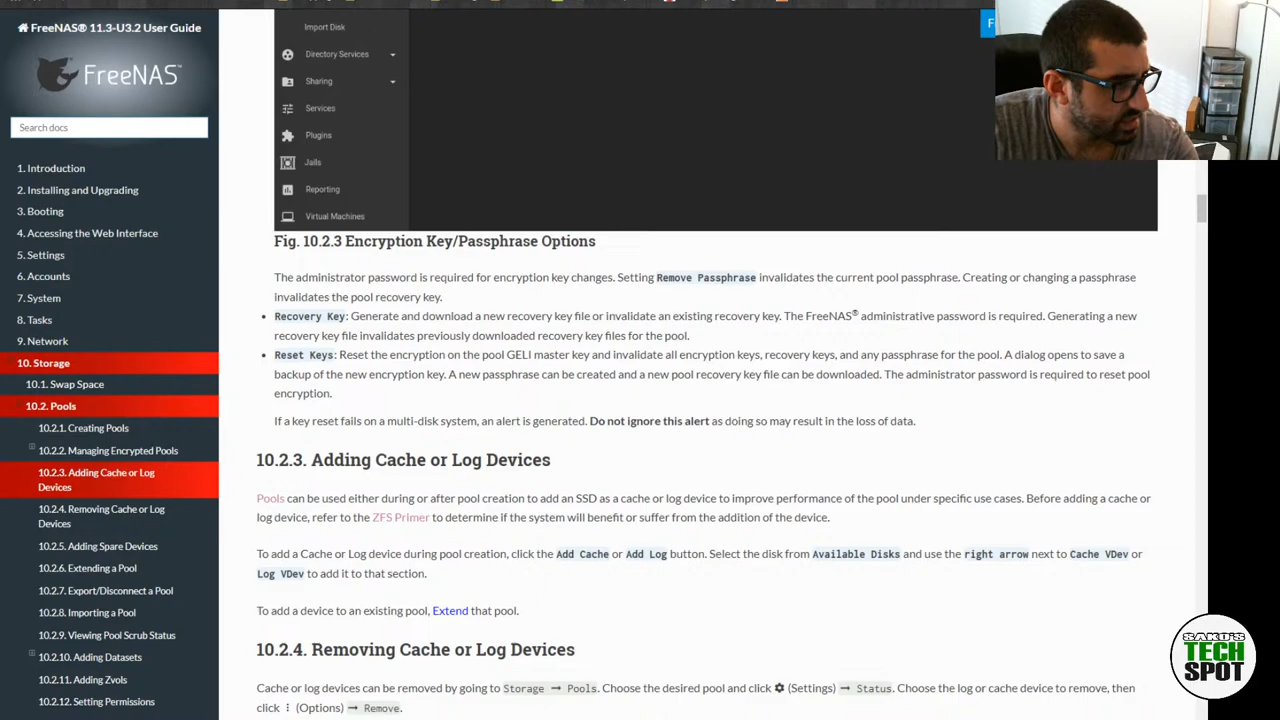 FreeNAS® 11.3-U3.2 User Guide
FreeNAS™
Search docs
1. Introduction
2. Installing and Upgrading
3. Booting
4. Accessing the Web Interface
5. Settings
6. Accounts
7. System
8. Tasks
9. Network
10. Storage
10.1. Swap Space
10.2. Pools
10.2.1. Creating Pools
10.2.2. Managing Encrypted Pools
10.2.3. Adding Cache or Log
Devices
10.2.4. Removing Cache or Log
Devices
10.2.5. Adding Spare Devices
10.2.6. Extending a Pool
10.2.7. Export/Disconnect a Pool
10.2.8. Importing a Pool
10.2.9. Viewing Pool Scrub Status
10.2.10. Adding Datasets
10.2.11. Adding Zvols
10.2.12. Setting Permissions
Import Disk
Directory Services
Sharing
Services
Plugins
Jails
Reporting
Virtual Machines
F
Fig. 10.2.3 Encryption Key/Passphrase Options
The administrator password is required for encryption key changes. Setting Remove Passphrase invalidates the current pool passphrase. Creating or changing a passphrase
invalidates the pool recovery key.
• Recovery Key: Generate and download a new recovery key file or invalidate an existing recovery key. The FreeNAS® administrative password is required. Generating a new
recovery key file invalidates previously downloaded recovery key files for the pool.
• Reset Keys: Reset the encryption on the pool GELI master key and invalidate all encryption keys, recovery keys, and any passphrase for the pool. A dialog opens to save a
backup of the new encryption key. A new passphrase can be created and a new pool recovery key file can be downloaded. The administrator password is required to reset pool
encryption.
If a key reset fails on a multi-disk system, an alert is generated. Do not ignore this alert as doing so may result in the loss of data.
10.2.3. Adding Cache or Log Devices
Pools can be used either during or after pool creation to add an SSD as a cache or log device to improve performance of the pool under specific use cases. Before adding a cache or
log device, refer to the ZFS Primer to determine if the system will benefit or suffer from the addition of the device.
To add a Cache or Log device during pool creation, click the Add Cache or Add Log button. Select the disk from Available Disks and use the right arrow next to Cache VDev or
Log VDev to add it to that section.
To add a device to an existing pool, Extend that pool.
10.2.4. Removing Cache or Log Devices
Cache or log devices can be removed by going to Storage → Pools. Choose the desired pool and click (Settings) → Status. Choose the log or cache device to remove, then
click ⋮ (Options) → Remove.
SAKO'S
TECH
SPOT